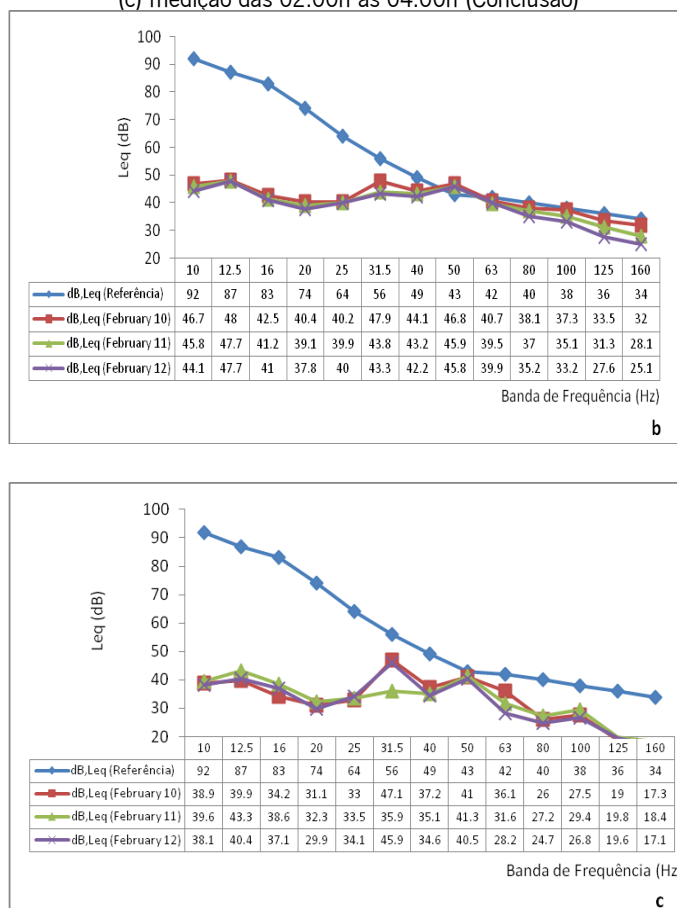 (c) medição das 02:00h às 04:00h (Conclusão)
100
90
80
70
60
50
40
30
20
Leq (dB)
10 12.5 16 20 25 31.5 40 50 63 80 100 125 160
dB,Leq (Referência) 92 87 83 74 64 56 49 43 42 40 38 36 34
dB,Leq (February 10) 46.7 48 42.5 40.4 40.2 47.9 44.1 46.8 40.7 38.1 37.3 33.5 32
dB,Leq (February 11) 45.8 47.7 41.2 39.1 39.9 43.8 43.2 45.9 39.5 37 35.1 31.3 28.1
dB,Leq (February 12) 44.1 47.7 41 37.8 40 43.3 42.2 45.8 39.9 35.2 33.2 27.6 25.1
Banda de Frequência (Hz)
b
100
90
80
70
60
50
40
30
20
Leq (dB)
10 12.5 16 20 25 31.5 40 50 63 80 100 125 160
dB,Leq (Referência) 92 87 83 74 64 56 49 43 42 40 38 36 34
dB,Leq (February 10) 38.9 39.9 34.2 31.1 33 47.1 37.2 41 36.1 26 27.5 19 17.3
dB,Leq (February 11) 39.6 43.3 38.6 32.3 33.5 35.9 35.1 41.3 31.6 27.2 29.4 19.8 18.4
dB,Leq (February 12) 38.1 40.4 37.1 29.9 34.1 45.9 34.6 40.5 28.2 24.7 26.8 19.6 17.1
Banda de Frequência (Hz
c